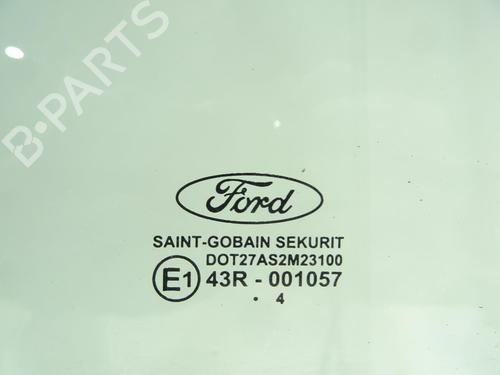 B-PARTS
Ford
SAINT-GOBAIN SEKURIT
DOT27AS2M23100
E1 43R - 001057
• 4